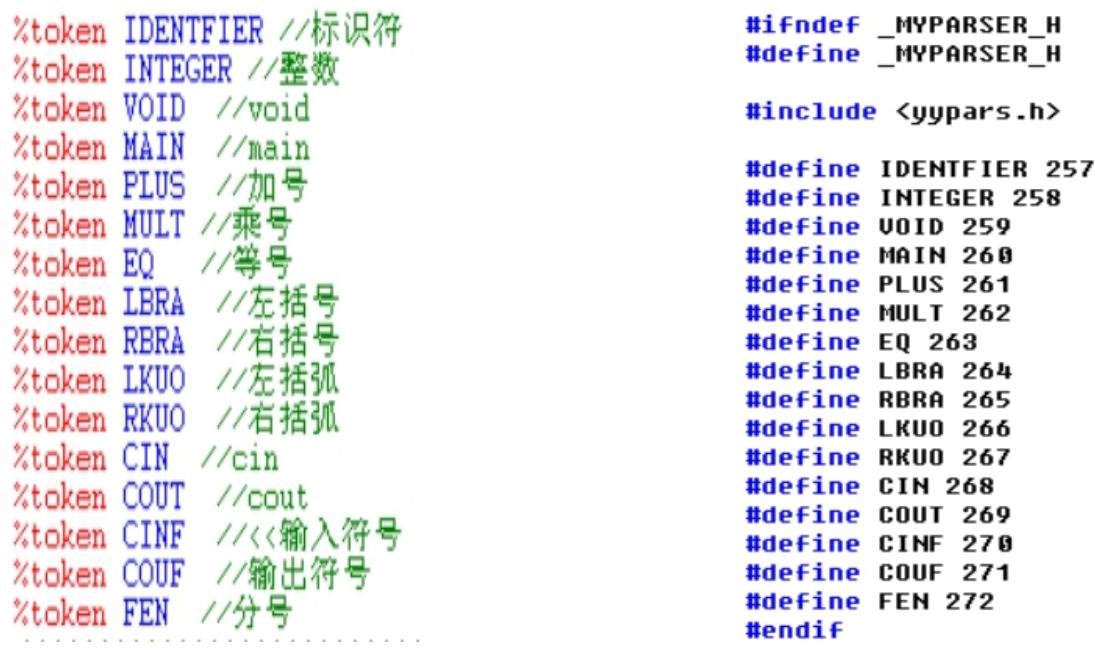 %token IDENTFIER //标识符
%token INTEGER //整数
%token VOID //void
%token MAIN //main
%token PLUS //加号
%token MULT //乘号
%token EQ //等号
%token LBRA //左括号
%token RBRA //右括号
%token LKUO //左括弧
%token RKUO //右括弧
%token CIN //cin
%token COUT //cout
%token CINF //<<输入符号
%token COUF //输出符号
%token FEN //分号
#ifndef _MYPARSER_H
#define _MYPARSER_H
#include <yypars.h>
#define IDENTFIER 257
#define INTEGER 258
#define VOID 259
#define MAIN 260
#define PLUS 261
#define MULT 262
#define EQ 263
#define LBRA 264
#define RBRA 265
#define LKUO 266
#define RKUO 267
#define CIN 268
#define COUT 269
#define CINF 270
#define COUF 271
#define FEN 272
#endif